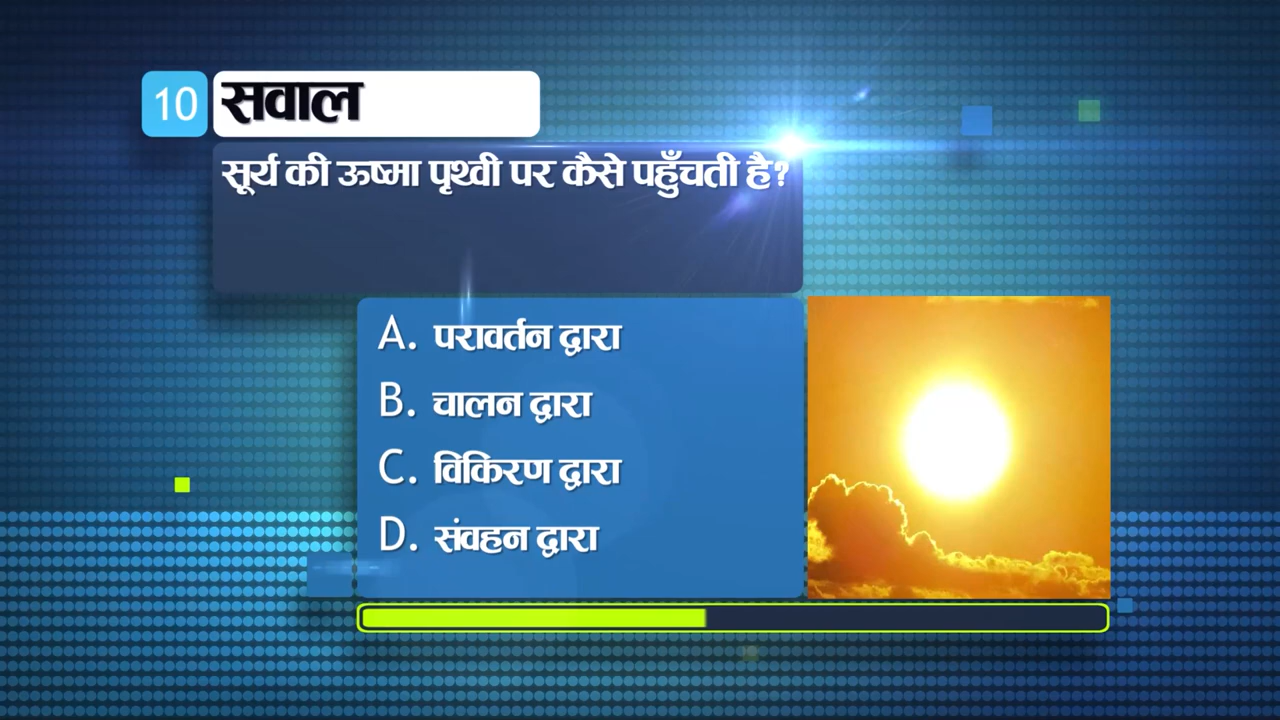 10 सवाल
सूर्य की ऊष्मा पृथ्वी पर कैसे पहुँचती है?
A. परावर्तन द्वारा
B. चालन द्वारा
C. विकिरण द्वारा
D. संवहन द्वारा